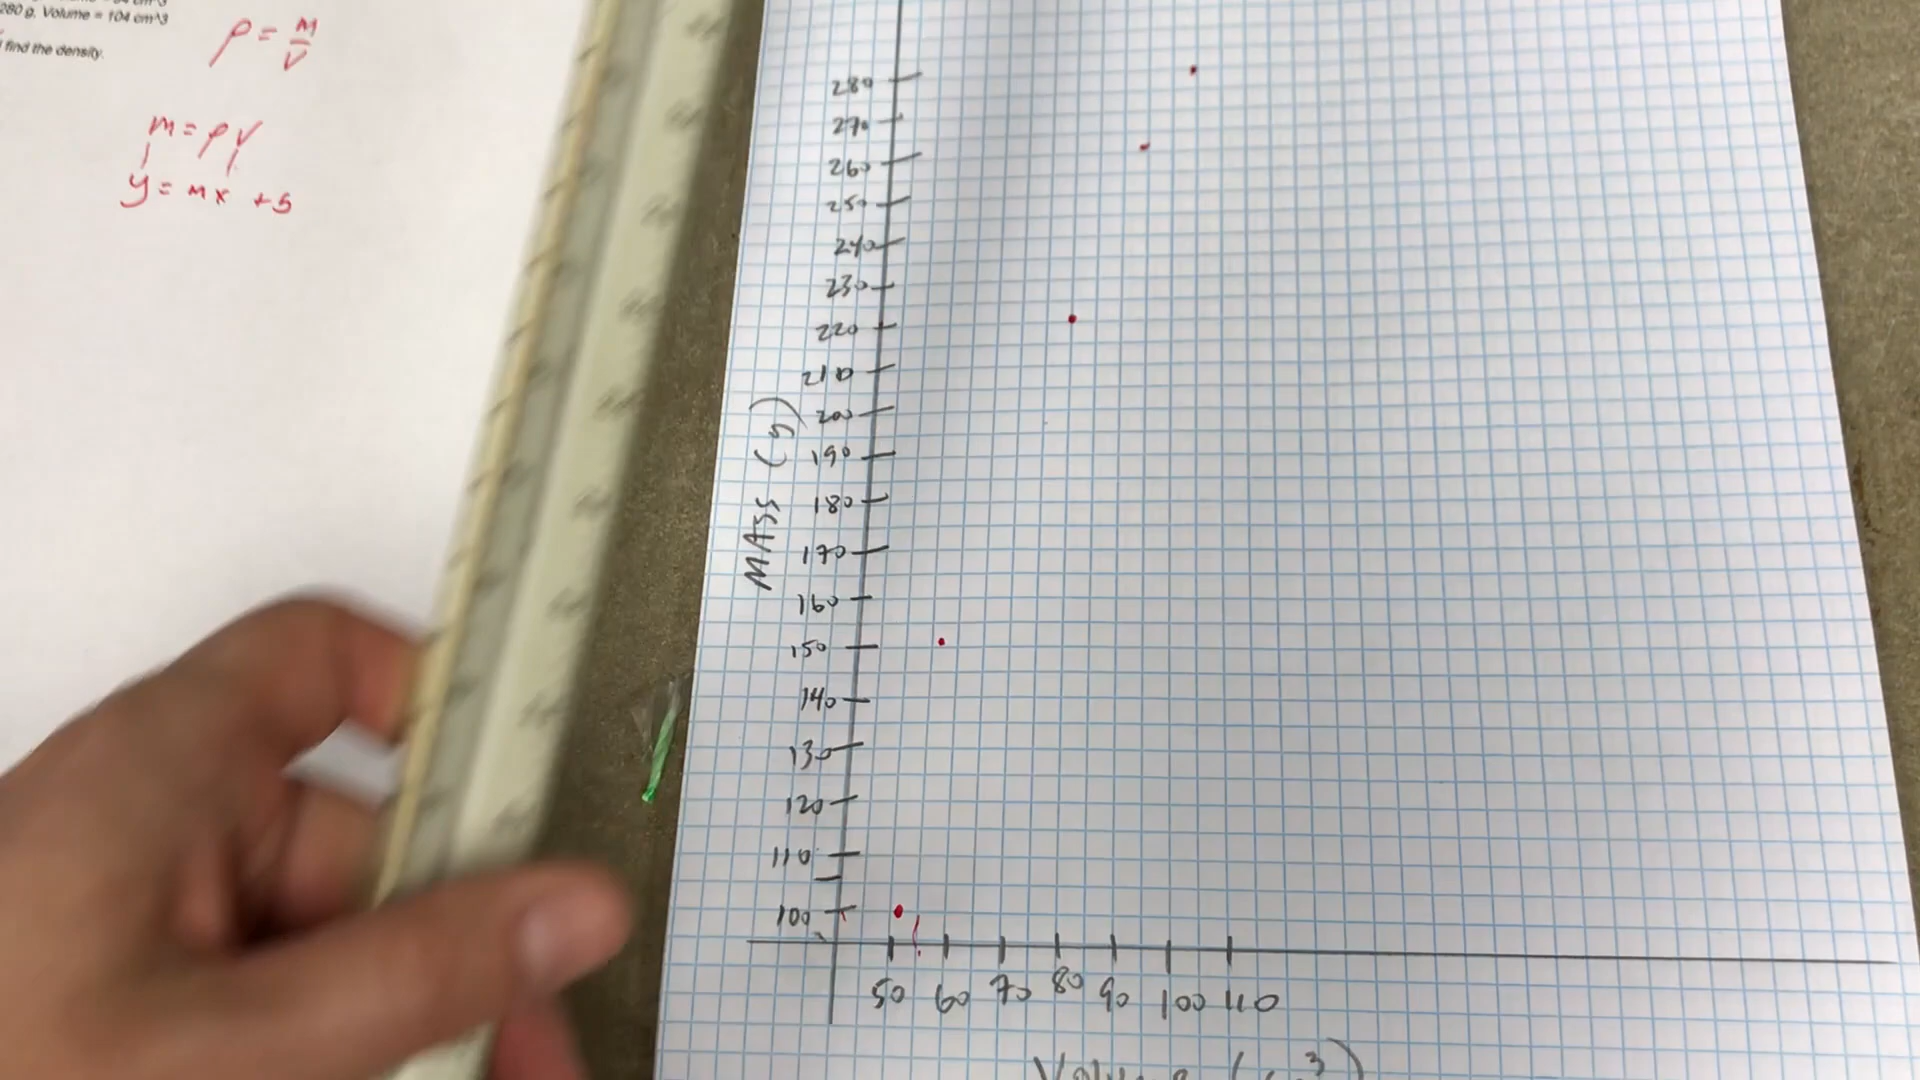 280 g. Volume = 104 cm^3
find the density.
ρ = m/V
m = ρV
y = mx + b
MASS (g)
280
270
260
250
240
230
220
210
200
190
180
170
160
150
140
130
120
110
100
50 60 70 80 90 100 110